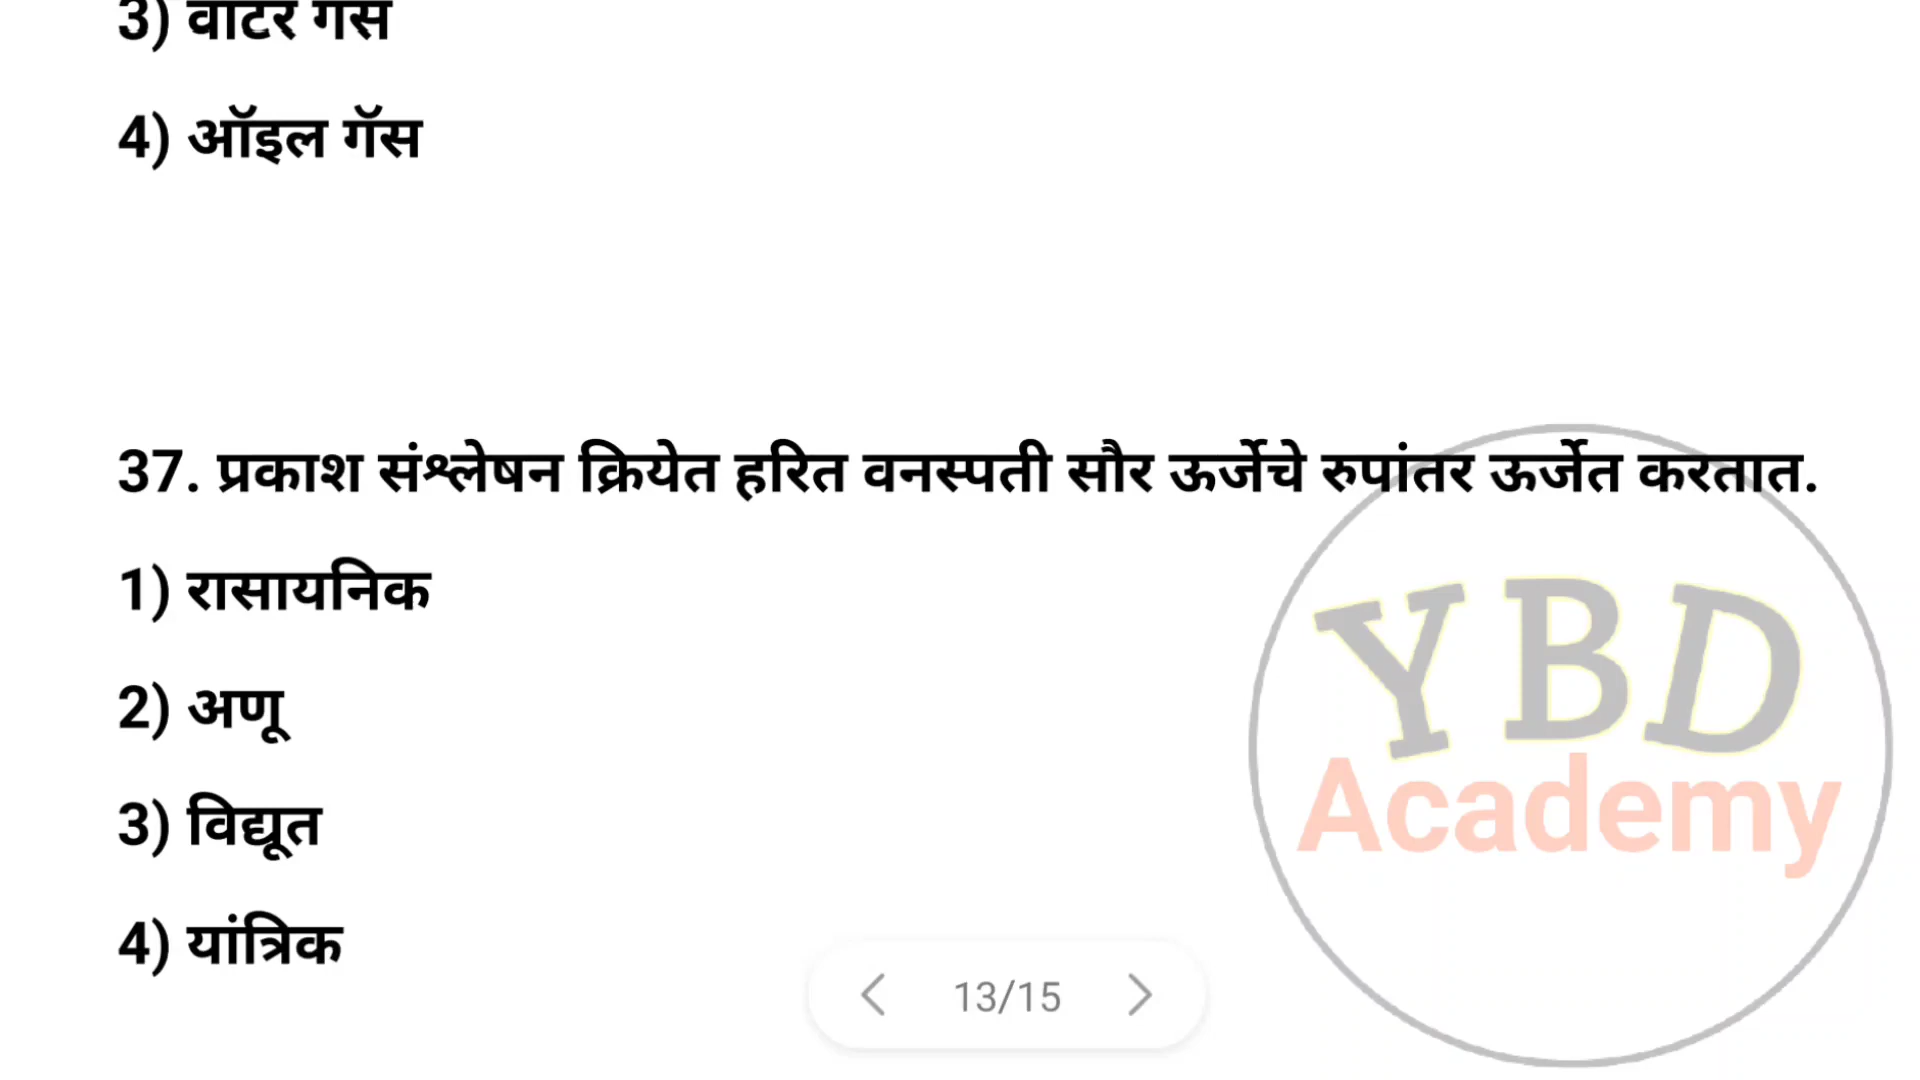 3) वाटर गॅस
4) ऑइल गॅस
37. प्रकाश संश्लेषन क्रियेत हरित वनस्पती सौर ऊर्जेचे रुपांतर ऊर्जेत करतात.
1) रासायनिक
2) अणू
3) विद्यूत
4) यांत्रिक
YBD
Academy
13/15